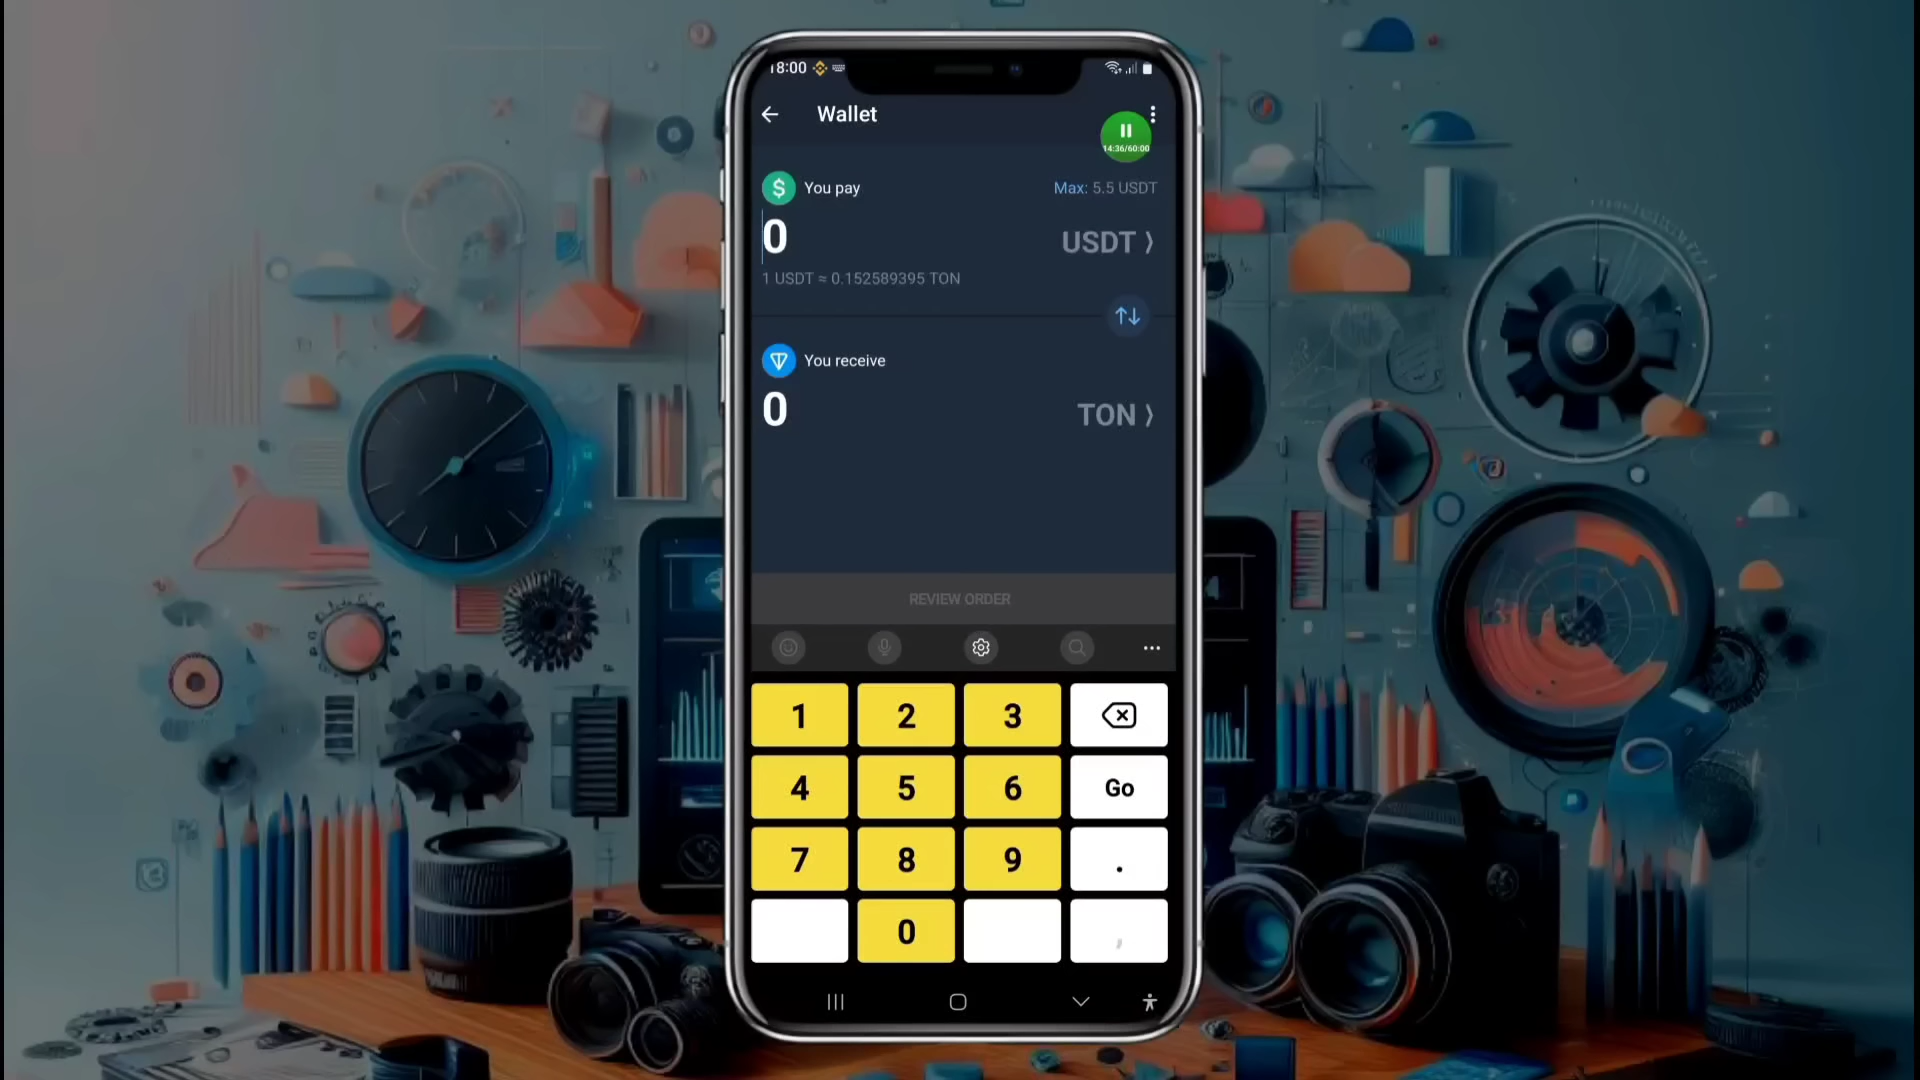 18:00
Wallet
14:36/60:00
You pay
Max: 5.5 USDT
0
USDT ⟩
1 USDT ≈ 0.152589395 TON
You receive
0
TON ⟩
REVIEW ORDER
1 2 3
4 5 6 Go
7 8 9 .
0 ,